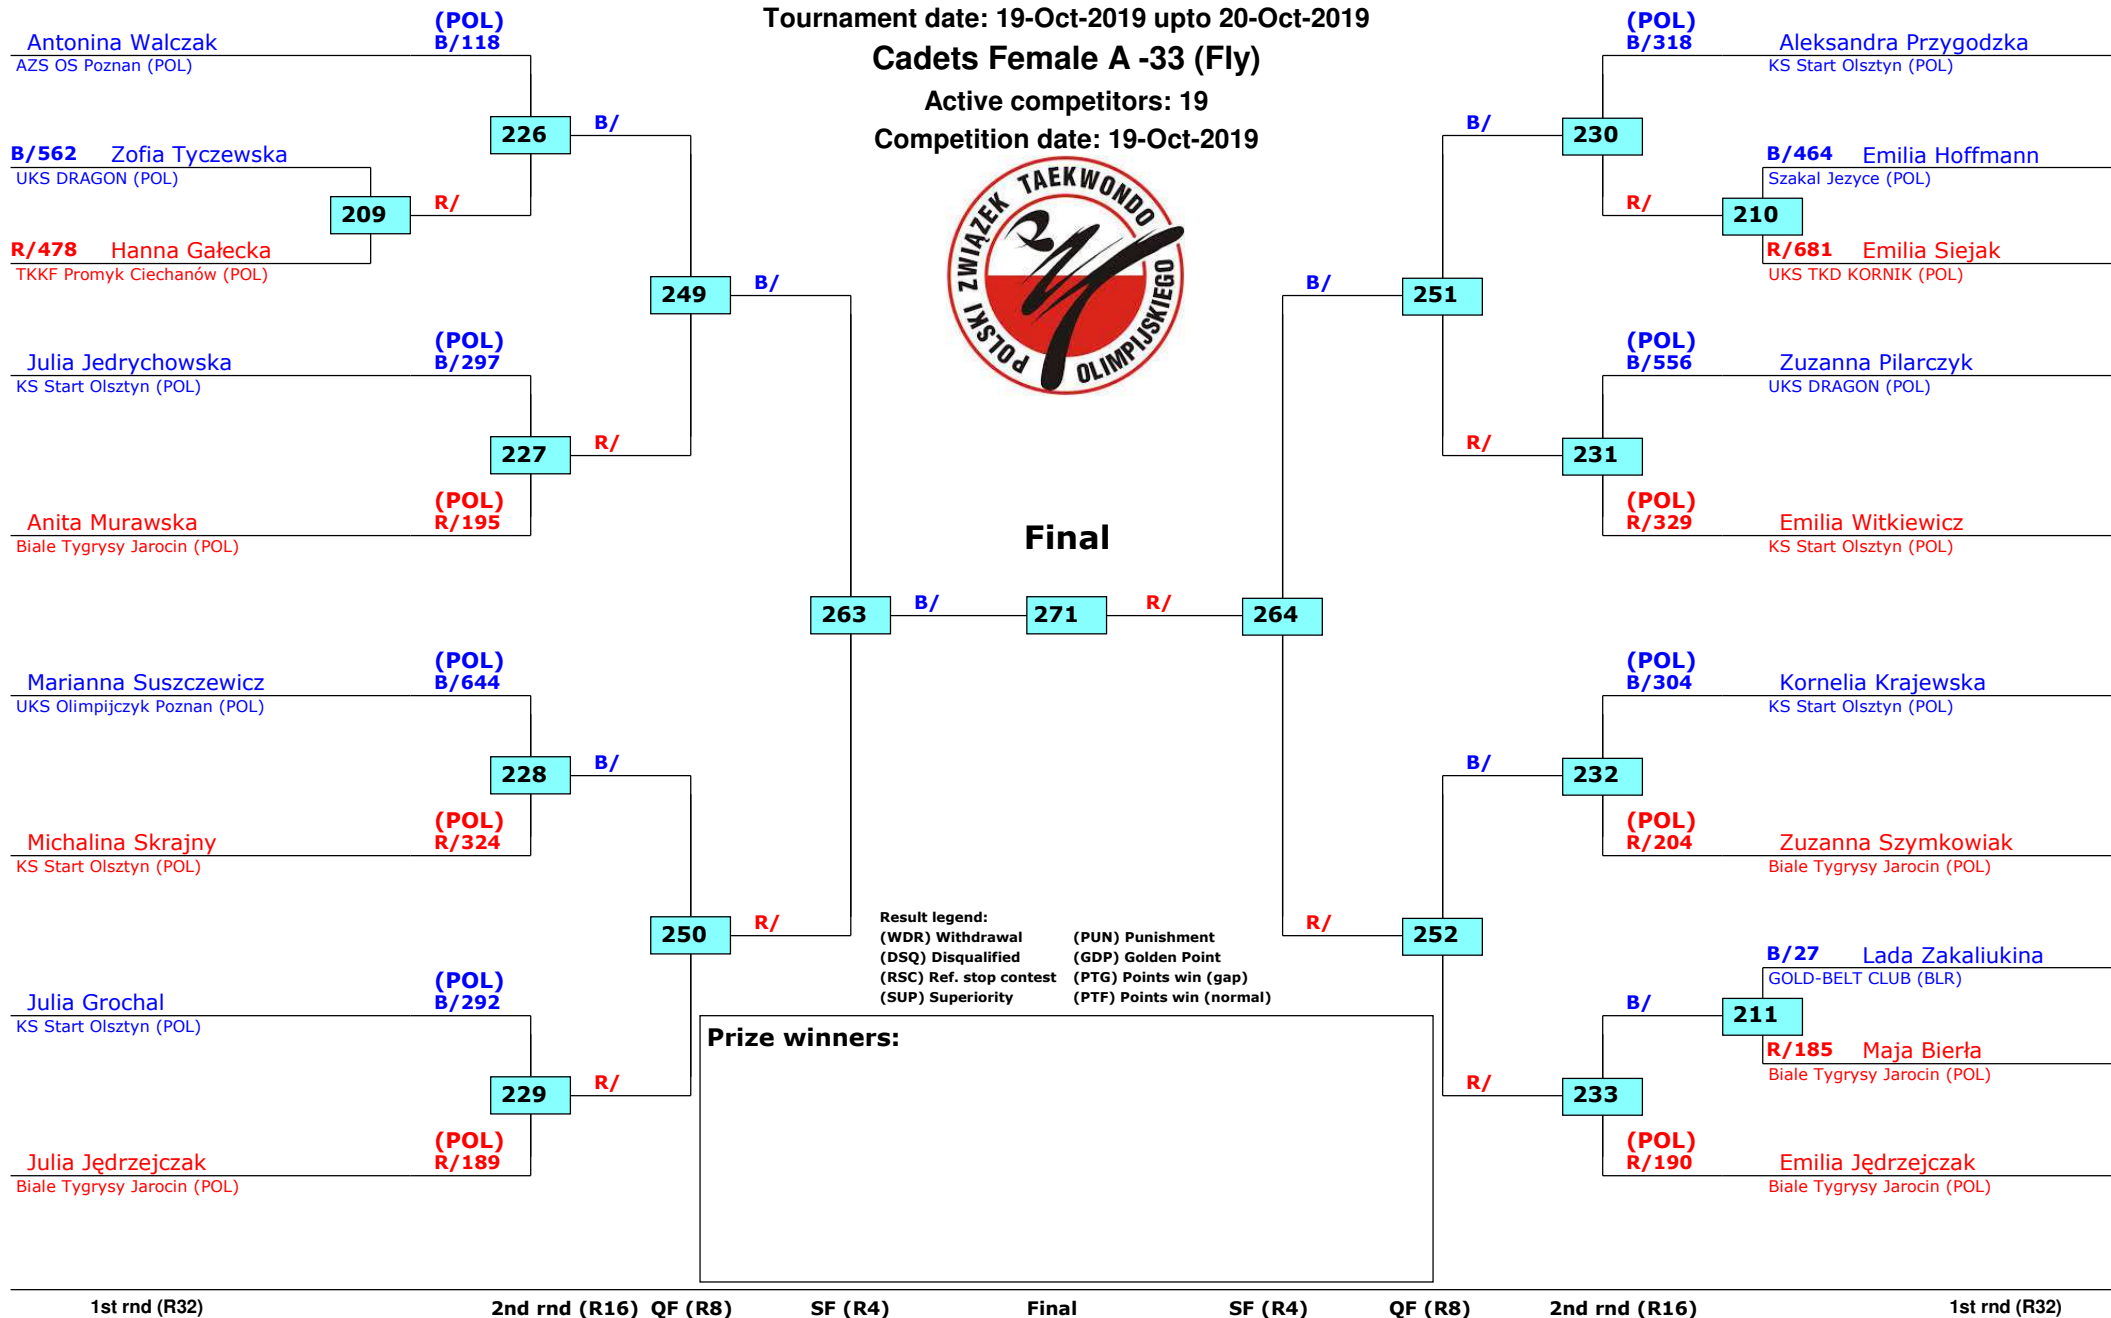 Tournament date: 19-Oct-2019 upto 20-Oct-2019
Cadets Female A -33 (Fly)
Active competitors: 19
Competition date: 19-Oct-2019
POLSKI ZWIĄZEK TAEKWONDO OLIMPIJSKIEGO
(POL)
Antonina Walczak B/118
AZS OS Poznan (POL)
226 B/
B/562 Zofia Tyczewska
UKS DRAGON (POL)
209 R/
R/478 Hanna Gałecka
TKKF Promyk Ciechanów (POL)
249 B/
(POL)
Julia Jedrychowska B/297
KS Start Olsztyn (POL)
227 R/
(POL)
Anita Murawska R/195
Biale Tygrysy Jarocin (POL)
263 B/
(POL)
Marianna Suszczewicz B/644
UKS Olimpijczyk Poznan (POL)
228 B/
(POL)
Michalina Skrajny R/324
KS Start Olsztyn (POL)
250 R/
(POL)
Julia Grochal B/292
KS Start Olsztyn (POL)
229 R/
(POL)
Julia Jędrzejczak R/189
Biale Tygrysy Jarocin (POL)
Final
271
(POL)
B/318 Aleksandra Przygodzka
KS Start Olsztyn (POL)
B/ 230
B/464 Emilia Hoffmann
Szakal Jezyce (POL)
R/ 210
R/681 Emilia Siejak
UKS TKD KORNIK (POL)
B/ 251
(POL)
B/556 Zuzanna Pilarczyk
UKS DRAGON (POL)
R/ 231
(POL)
R/329 Emilia Witkiewicz
KS Start Olsztyn (POL)
R/ 264
(POL)
B/304 Kornelia Krajewska
KS Start Olsztyn (POL)
B/ 232
(POL)
R/204 Zuzanna Szymkowiak
Biale Tygrysy Jarocin (POL)
R/ 252
B/27 Lada Zakaliukina
GOLD-BELT CLUB (BLR)
B/ 211
R/185 Maja Bierła
Biale Tygrysy Jarocin (POL)
R/ 233
(POL)
R/190 Emilia Jędrzejczak
Biale Tygrysy Jarocin (POL)
Result legend:
(WDR) Withdrawal (PUN) Punishment
(DSQ) Disqualified (GDP) Golden Point
(RSC) Ref. stop contest (PTG) Points win (gap)
(SUP) Superiority (PTF) Points win (normal)
Prize winners:
1st rnd (R32) 2nd rnd (R16) QF (R8) SF (R4) Final SF (R4) QF (R8) 2nd rnd (R16) 1st rnd (R32)